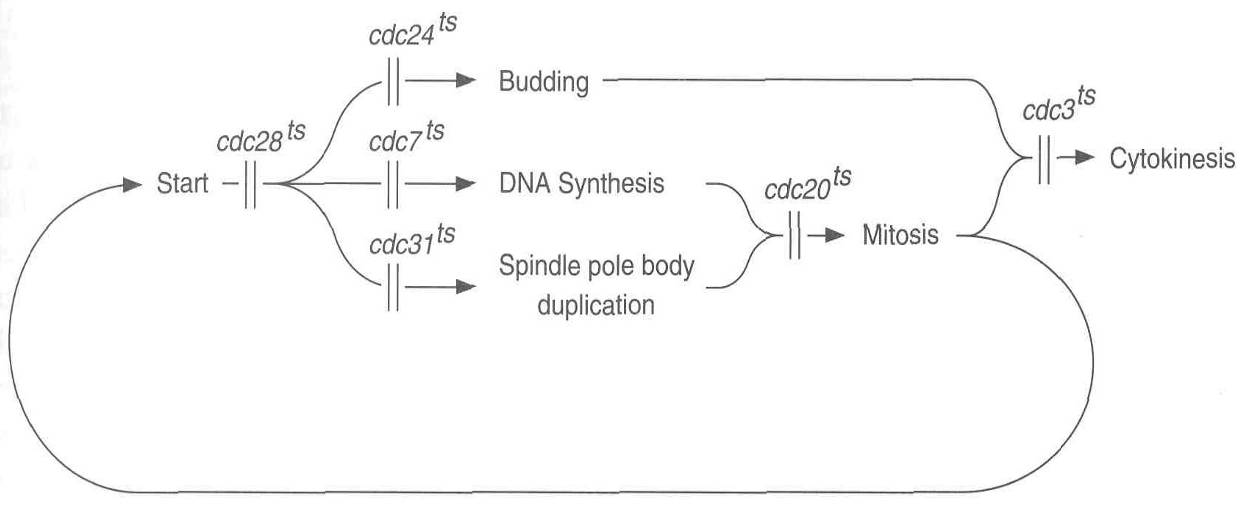 cdc24ts
Budding
cdc3ts
cdc28ts
cdc7ts
Cytokinesis
Start
DNA Synthesis
cdc20ts
cdc31ts
Mitosis
Spindle pole body
duplication